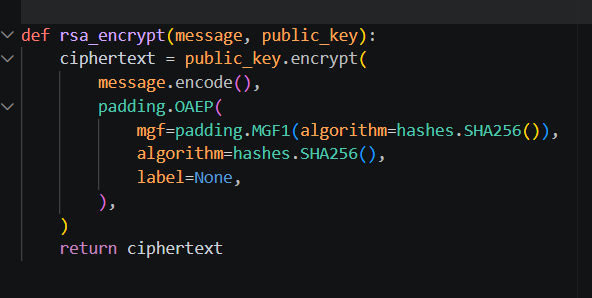 def rsa_encrypt(message, public_key):
    ciphertext = public_key.encrypt(
        message.encode(),
        padding.OAEP(
            mgf=padding.MGF1(algorithm=hashes.SHA256()),
            algorithm=hashes.SHA256(),
            label=None,
        ),
    )
    return ciphertext